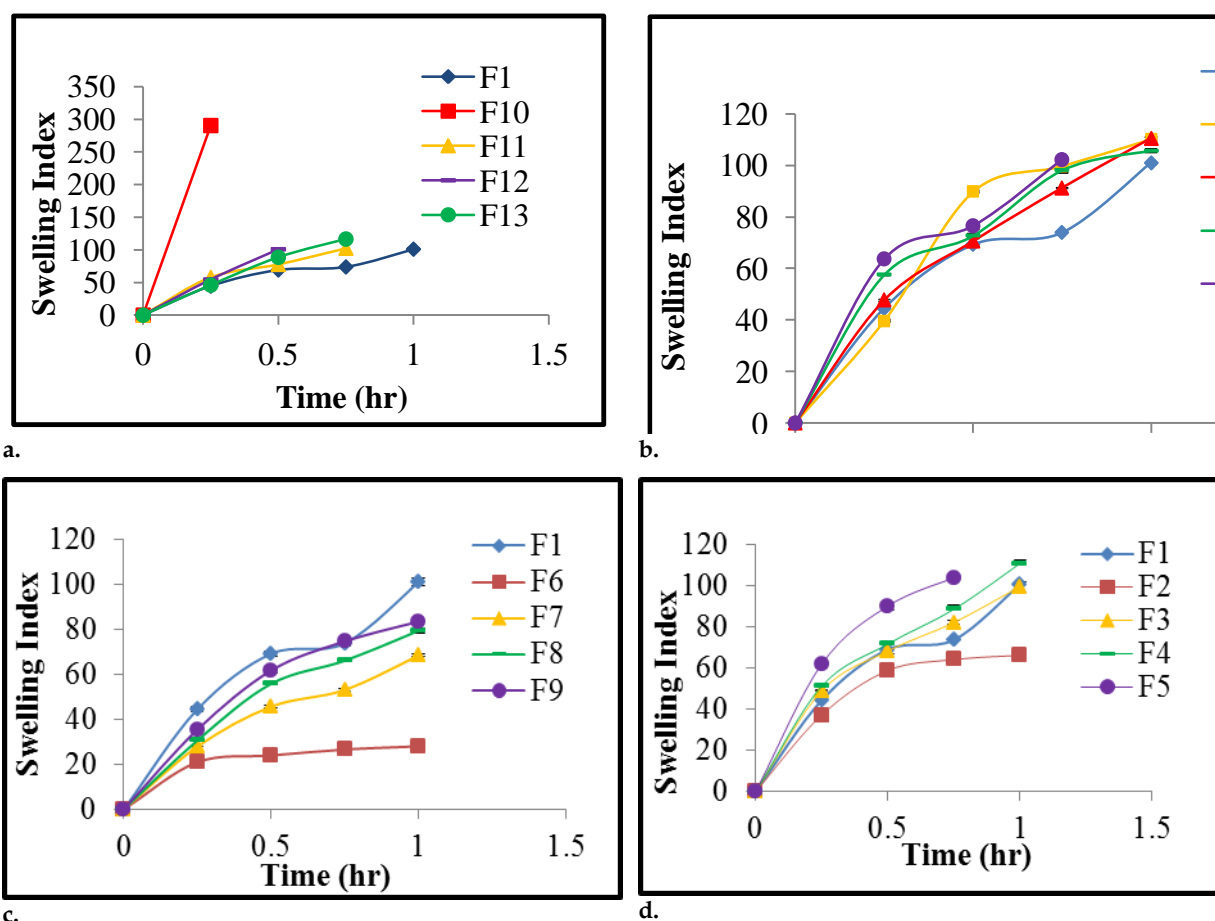 350
300
250
200
150
100
50
0
0
0.5
1
1.5
Swelling Index
Time (hr)
F1
F10
F11
F12
F13
a.
120
100
80
60
40
20
0
Swelling Index
b.
120
100
80
60
40
20
0
0
0.5
1
1.5
Swelling Index
Time (hr)
F1
F6
F7
F8
F9
c.
120
100
80
60
40
20
0
0
0.5
1
1.5
Swelling Index
Time (hr)
F1
F2
F3
F4
F5
d.